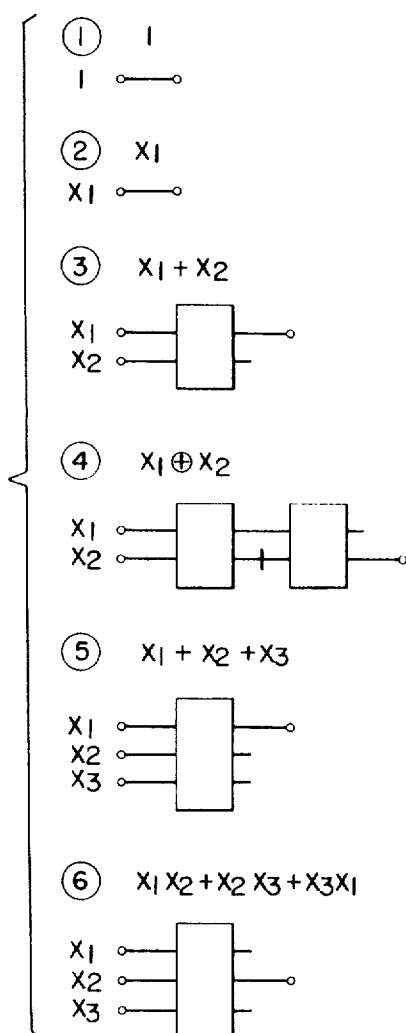 ① 1
1
② X1
X1
③ X1 + X2
X1
X2
④ X1 ⊕ X2
X1
X2
⑤ X1 + X2 + X3
X1
X2
X3
⑥ X1 X2 + X2 X3 + X3 X1
X1
X2
X3